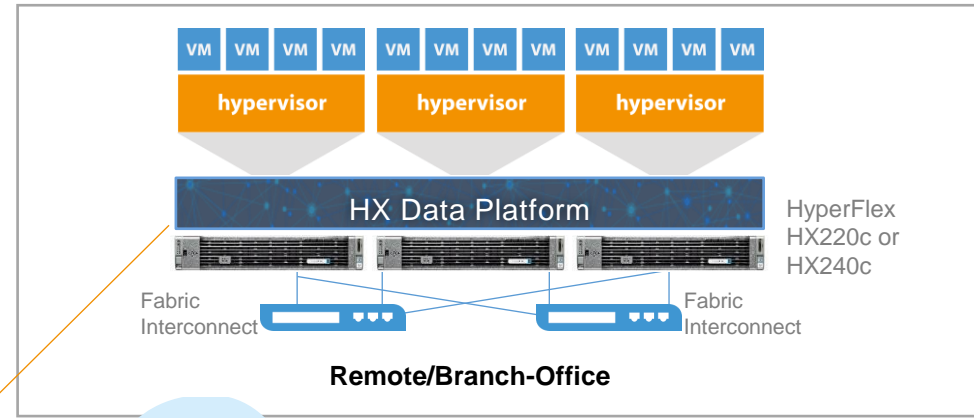 VM VM VM VM VM VM VM VM VM VM VM VM
hypervisor hypervisor hypervisor
HX Data Platform
HyperFlex
HX220c or
HX240c
Fabric
Interconnect
Fabric
Interconnect
Remote/Branch-Office